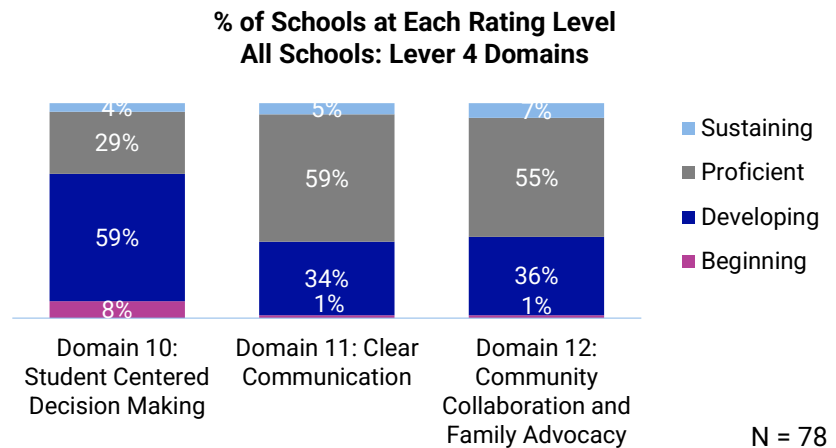 % of Schools at Each Rating Level
All Schools: Lever 4 Domains
4%
5%
7%
29%
59%
55%
59%
34%
36%
8%
1%
1%
Sustaining
Proficient
Developing
Beginning
Domain 10:
Student Centered
Decision Making
Domain 11: Clear
Communication
Domain 12:
Community
Collaboration and
Family Advocacy
N = 78